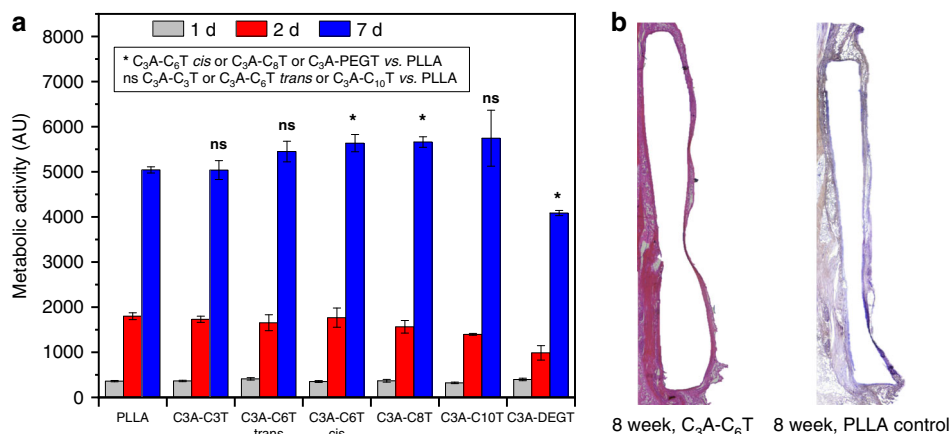 a
1 d 2 d 7 d
* C₃A-C₆T cis or C₃A-C₈T or C₃A-PEGT vs. PLLA
ns C₃A-C₃T or C₃A-C₆T trans or C₃A-C₁₀T vs. PLLA
Metabolic activity (AU)
8000
7000
6000
5000
4000
3000
2000
1000
0
ns
ns
*
*
ns
*
PLLA C3A-C3T C3A-C6T C3A-C6T C3A-C8T C3A-C10T C3A-DEGT
trans cis
b
8 week, C₃A-C₆T 8 week, PLLA control